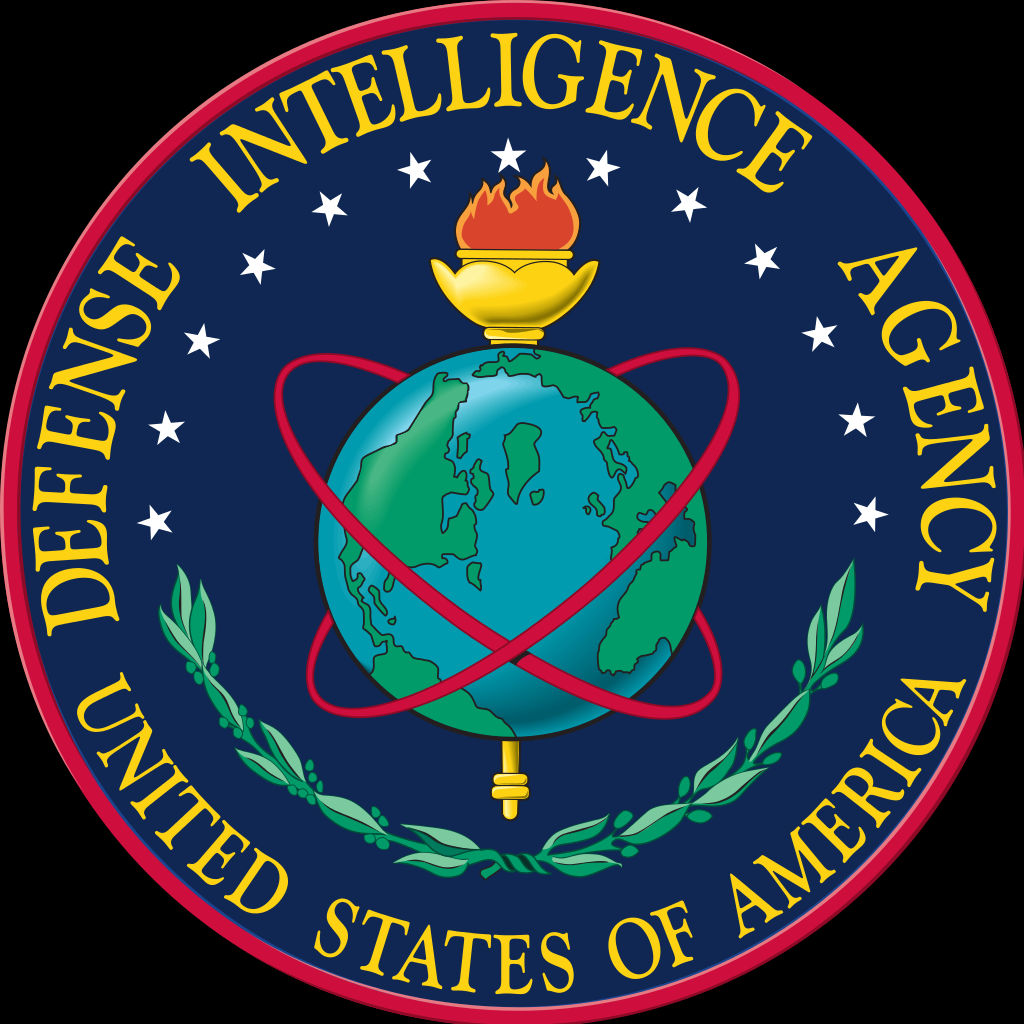 DEFENSE INTELLIGENCE AGENCY
UNITED STATES OF AMERICA